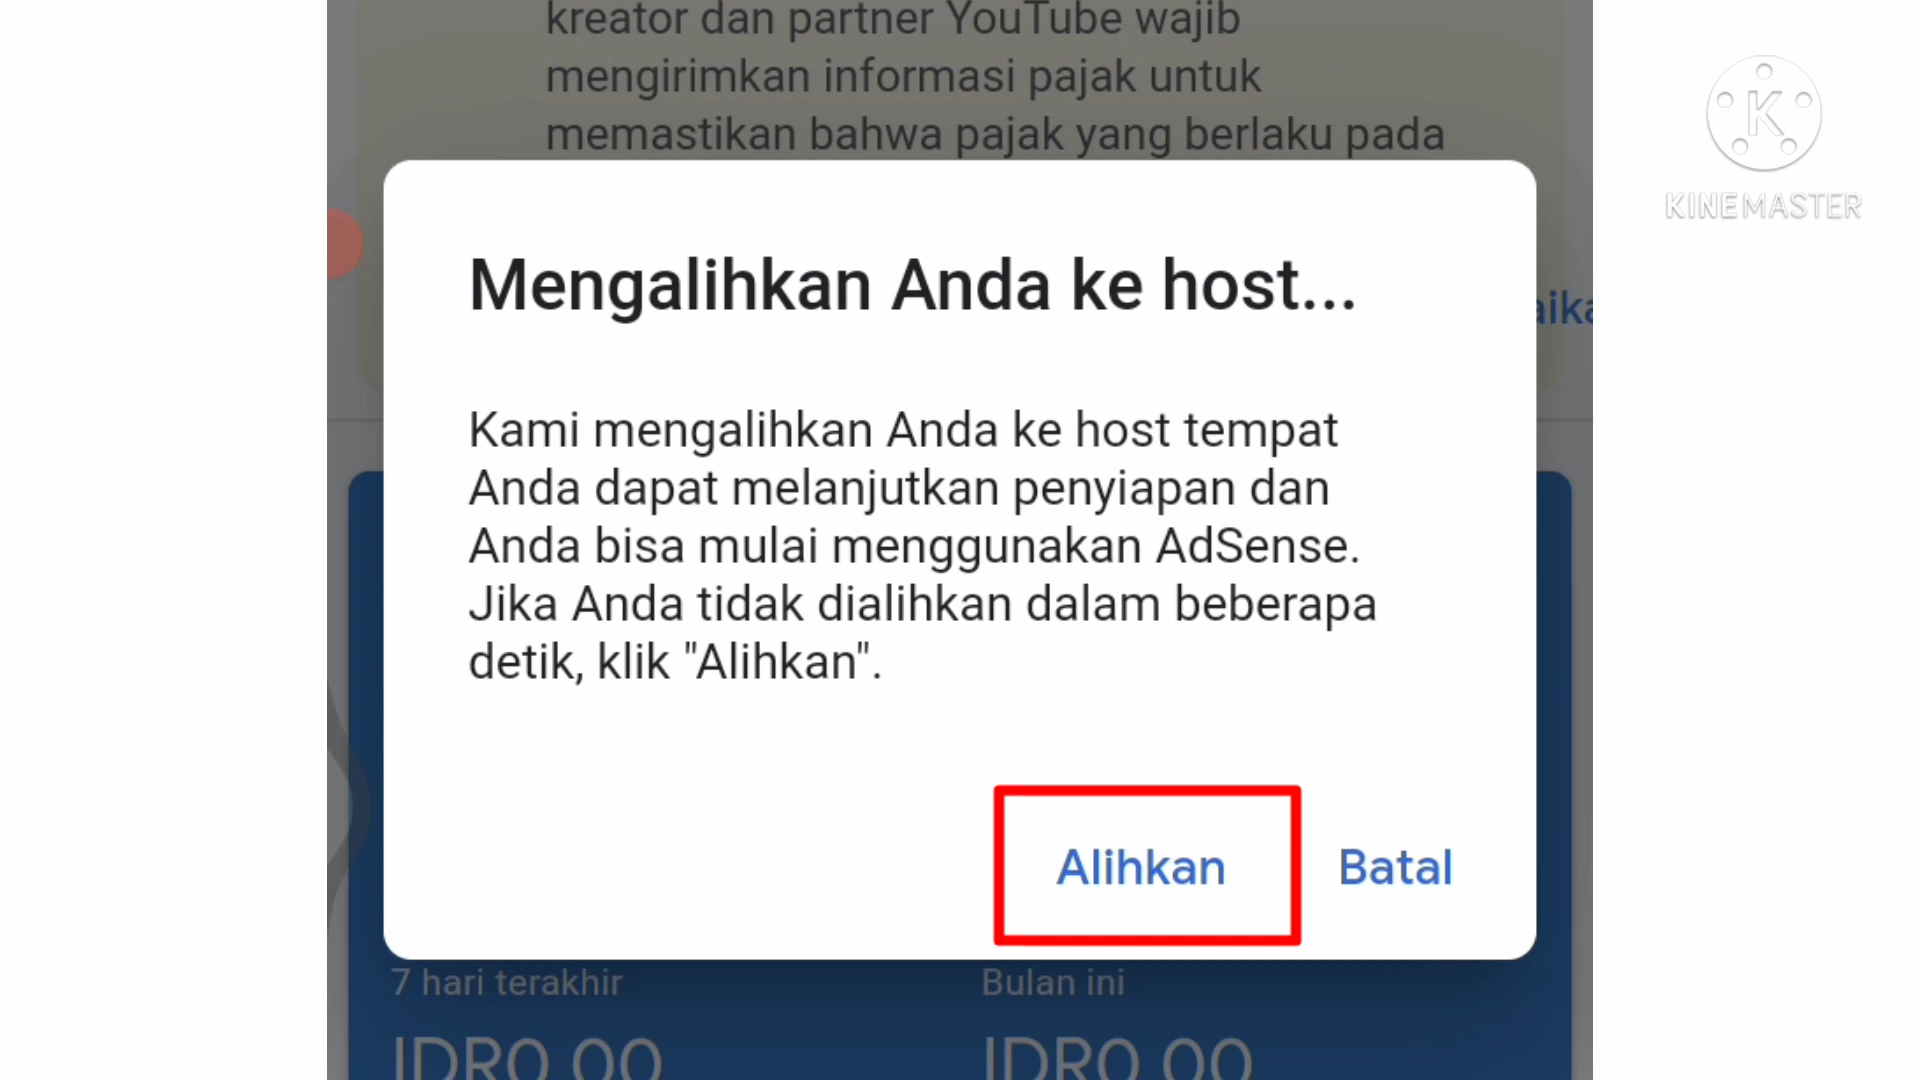 kreator dan partner YouTube wajib
mengirimkan informasi pajak untuk
memastikan bahwa pajak yang berlaku pada
K
KINEMASTER
Mengalihkan Anda ke host...
Kami mengalihkan Anda ke host tempat
Anda dapat melanjutkan penyiapan dan
Anda bisa mulai menggunakan AdSense.
Jika Anda tidak dialihkan dalam beberapa
detik, klik "Alihkan".
Alihkan Batal
7 hari terakhir Bulan ini
IDR0,00 IDR0,00